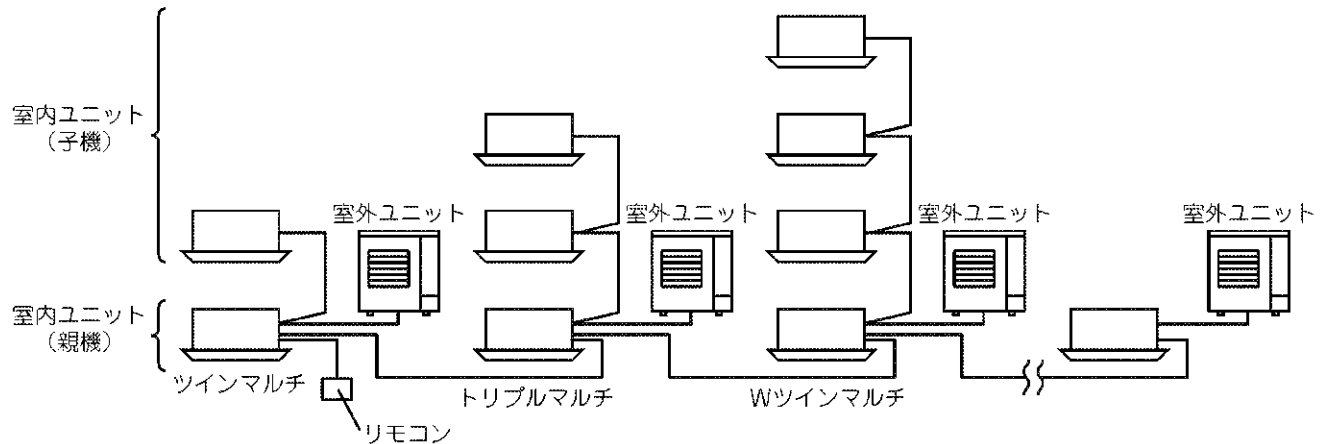 室内ユニット
(子機)
室外ユニット
室外ユニット
室外ユニット
室外ユニット
室内ユニット
(親機)
ツインマルチ
トリプルマルチ
Wツインマルチ
リモコン